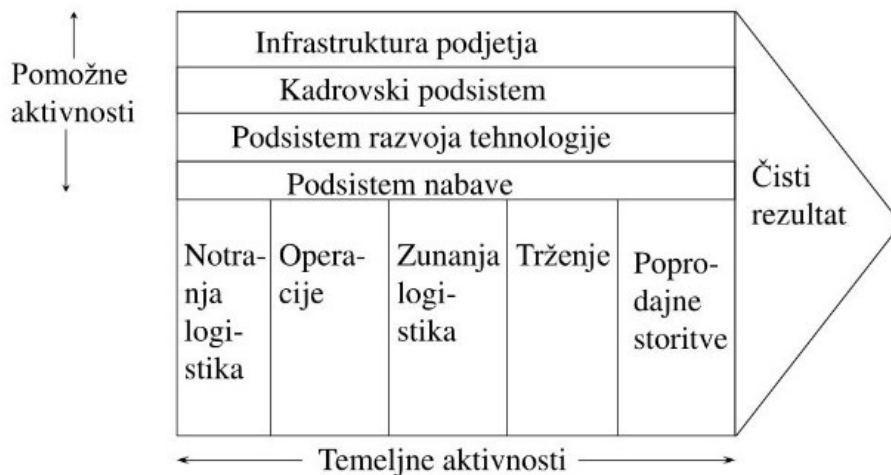 Pomožne
aktivnosti
Infrastruktura podjetja
Kadrovski podsistem
Podsistem razvoja tehnologije
Podsistem nabave
Notra-
nja
logi-
stika
Opera-
cije
Zunanja
logi-
stika
Trženje
Popro-
dajne
storitve
Čisti
rezultat
Temeljne aktivnosti